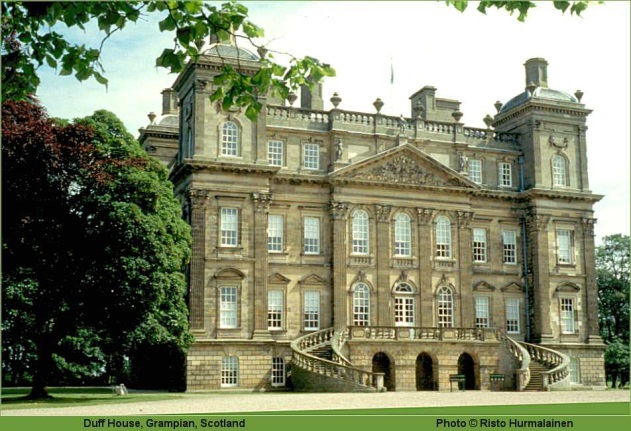 Duff House, Grampian, Scotland
Photo © Risto Hurmalainen